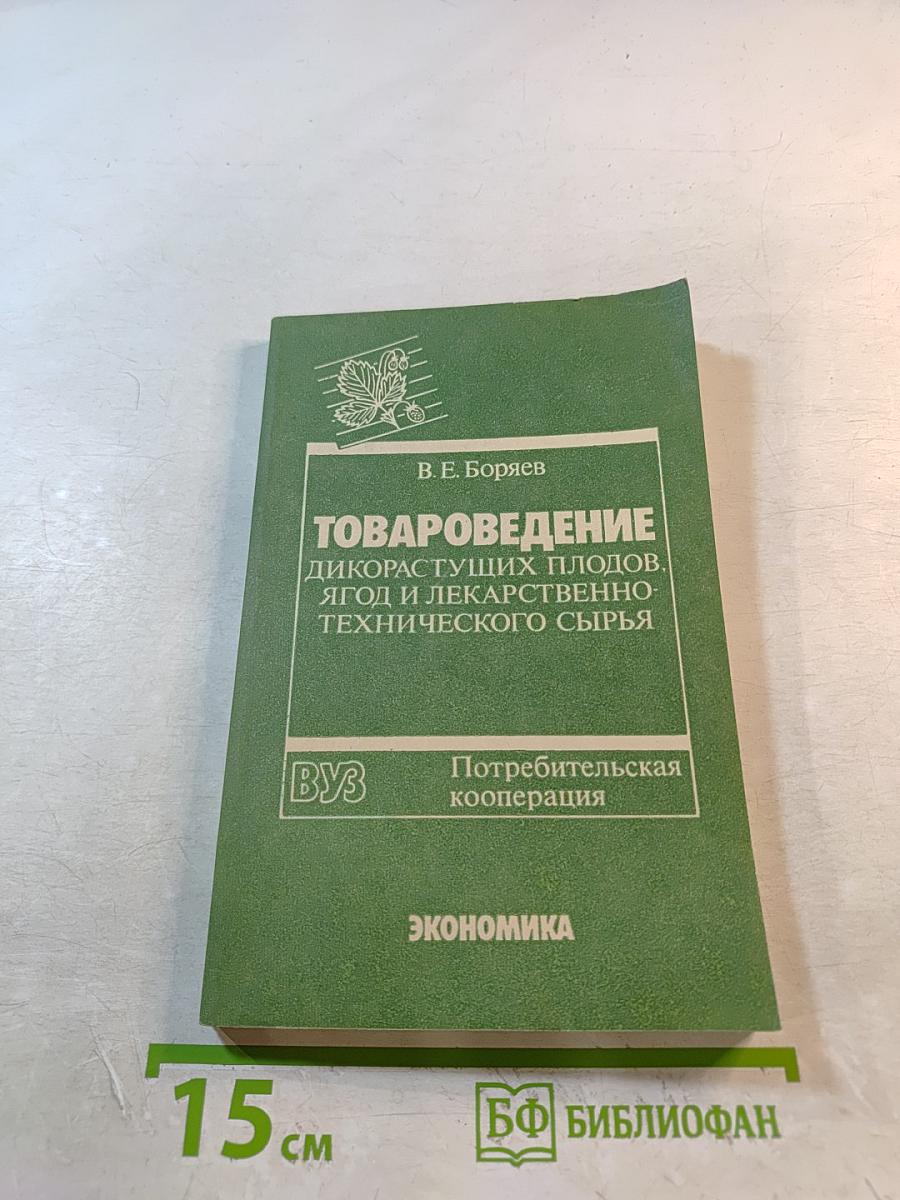 В. Е. Боряев
ТОВАРОВЕДЕНИЕ
ДИКОРАСТУЩИХ ПЛОДОВ,
ЯГОД И ЛЕКАРСТВЕННО-
ТЕХНИЧЕСКОГО СЫРЬЯ
ВУЗ
Потребительская
кооперация
ЭКОНОМИКА
15 см
БФ БИБЛИОФАН